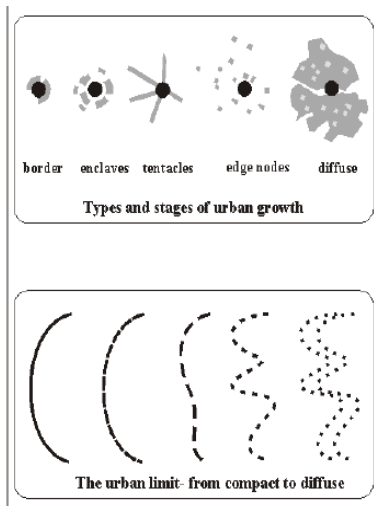 border enclaves tentacles edge nodes diffuse
Types and stages of urban growth
The urban limit- from compact to diffuse